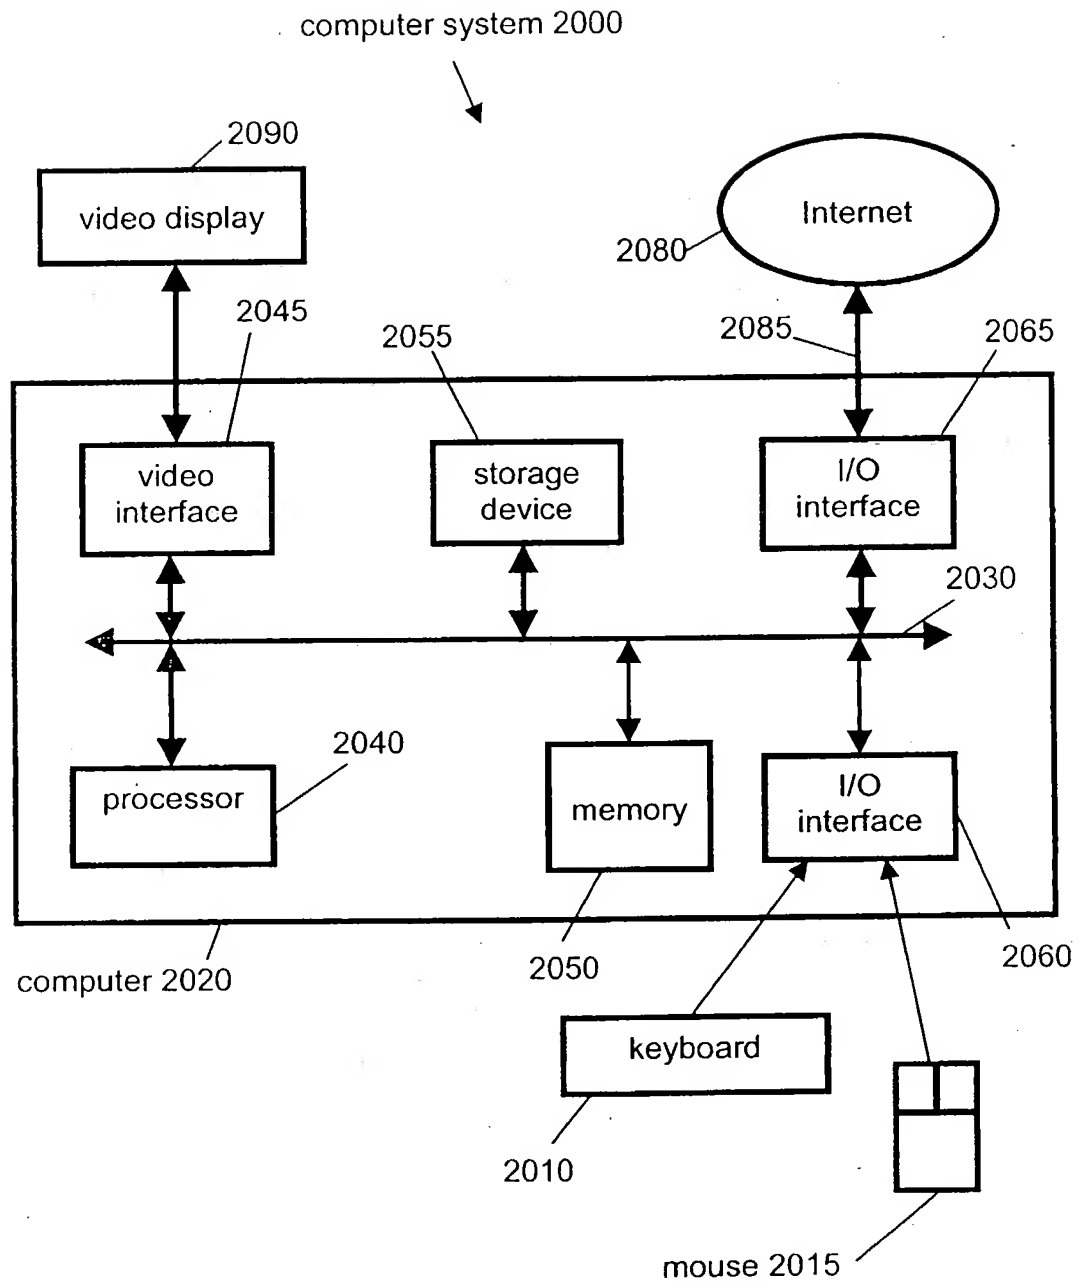 computer system 2000
2090
video display
Internet
2080
2045
2055
2085
2065
video
interface
storage
device
I/O
interface
2030
2040
processor
memory
I/O
interface
computer 2020
2050
2060
keyboard
2010
mouse 2015